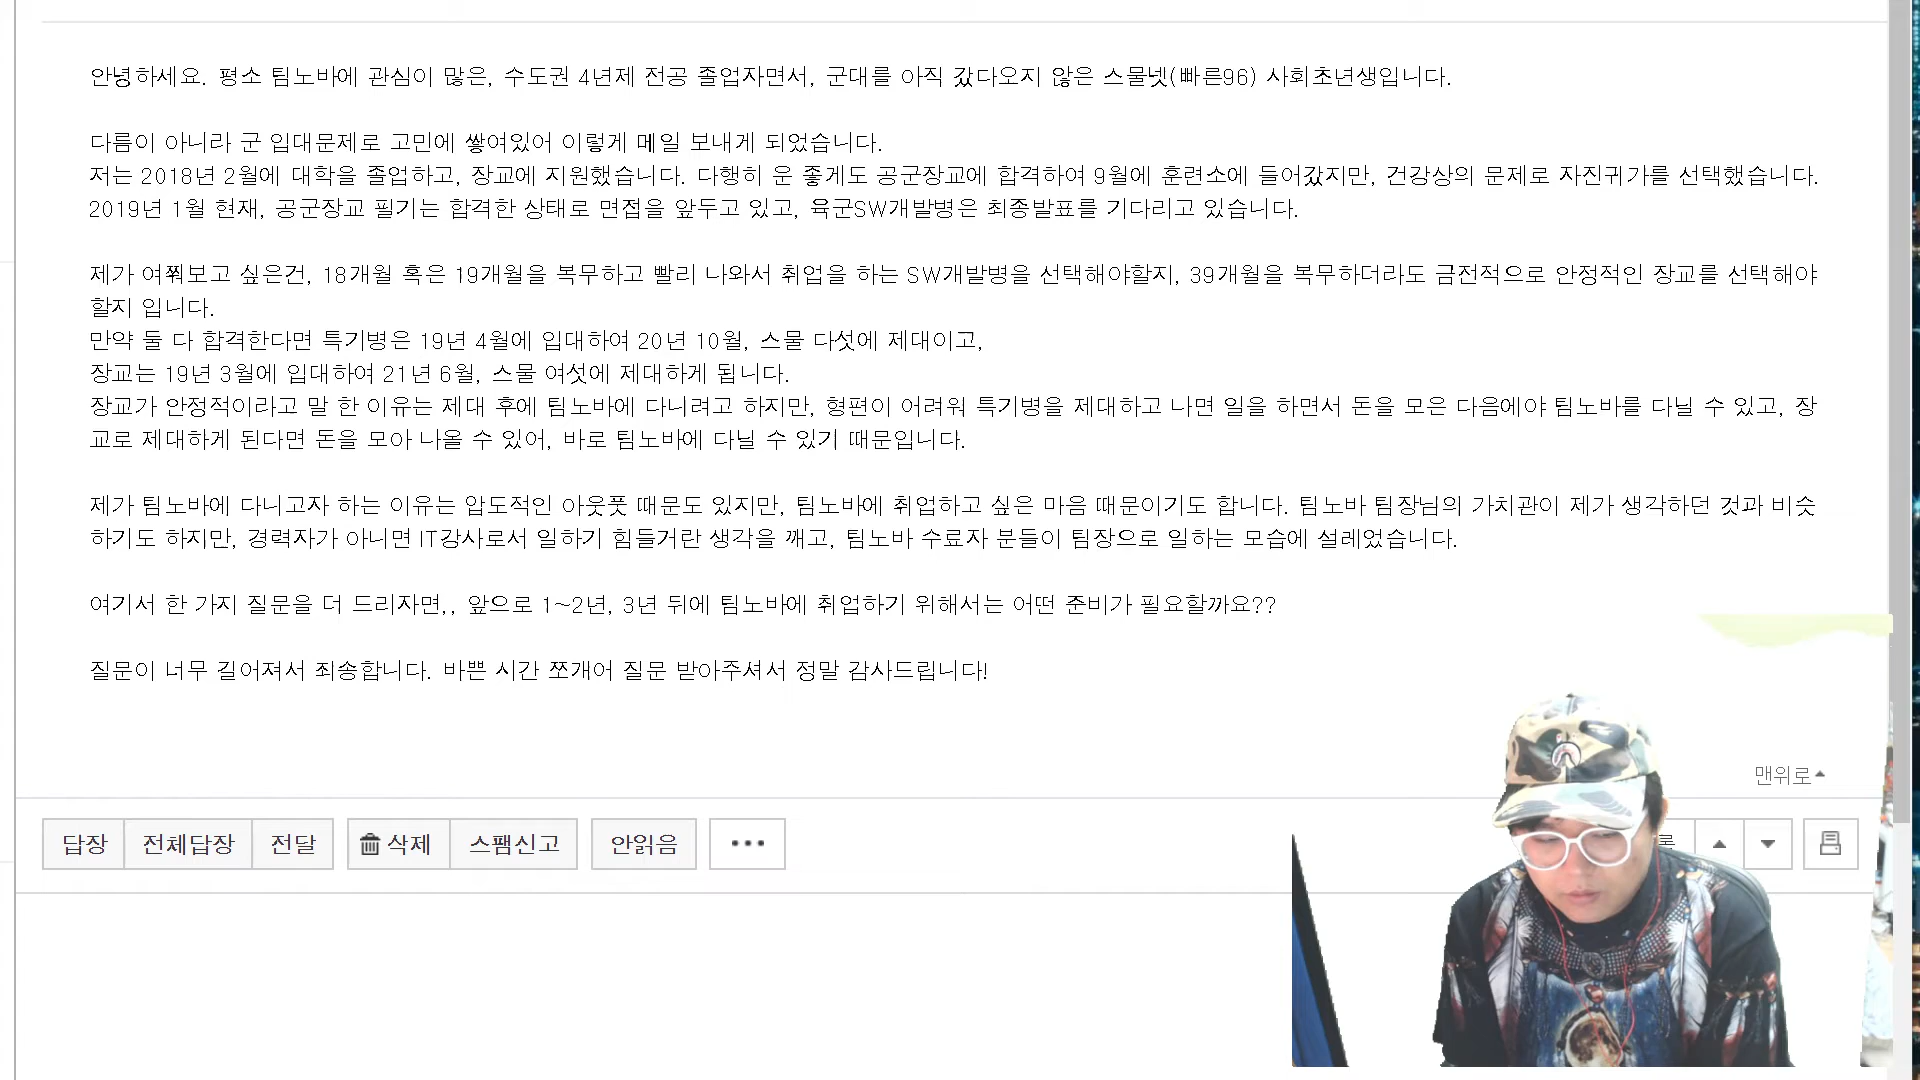 안녕하세요. 평소 팀노바에 관심이 많은, 수도권 4년제 전공 졸업자면서, 군대를 아직 갔다오지 않은 스물넷(빠른96) 사회초년생입니다.
다름이 아니라 군 입대문제로 고민에 쌓여있어 이렇게 메일 보내게 되었습니다.
저는 2018년 2월에 대학을 졸업하고, 장교에 지원했습니다. 다행히 운 좋게도 공군장교에 합격하여 9월에 훈련소에 들어갔지만, 건강상의 문제로 자진귀가를 선택했습니다.
2019년 1월 현재, 공군장교 필기는 합격한 상태로 면접을 앞두고 있고, 육군SW개발병은 최종발표를 기다리고 있습니다.
제가 여쭤보고 싶은건, 18개월 혹은 19개월을 복무하고 빨리 나와서 취업을 하는 SW개발병을 선택해야할지, 39개월을 복무하더라도 금전적으로 안정적인 장교를 선택해야
할지 입니다.
만약 둘 다 합격한다면 특기병은 19년 4월에 입대하여 20년 10월, 스물 다섯에 제대이고,
장교는 19년 3월에 입대하여 21년 6월, 스물 여섯에 제대하게 됩니다.
장교가 안정적이라고 말 한 이유는 제대 후에 팀노바에 다니려고 하지만, 형편이 어려워 특기병을 제대하고 나면 일을 하면서 돈을 모은 다음에야 팀노바를 다닐 수 있고, 장
교로 제대하게 된다면 돈을 모아 나올 수 있어, 바로 팀노바에 다닐 수 있기 때문입니다.
제가 팀노바에 다니고자 하는 이유는 압도적인 아웃풋 때문도 있지만, 팀노바에 취업하고 싶은 마음 때문이기도 합니다. 팀노바 팀장님의 가치관이 제가 생각하던 것과 비슷
하기도 하지만, 경력자가 아니면 IT강사로서 일하기 힘들거란 생각을 깨고, 팀노바 수료자 분들이 팀장으로 일하는 모습에 설레었습니다.
여기서 한 가지 질문을 더 드리자면,, 앞으로 1~2년, 3년 뒤에 팀노바에 취업하기 위해서는 어떤 준비가 필요할까요??
질문이 너무 길어져서 죄송합니다. 바쁜 시간 쪼개어 질문 받아주셔서 정말 감사드립니다!
맨위로
답장 전체답장 전달 삭제 스팸신고 안읽음 록